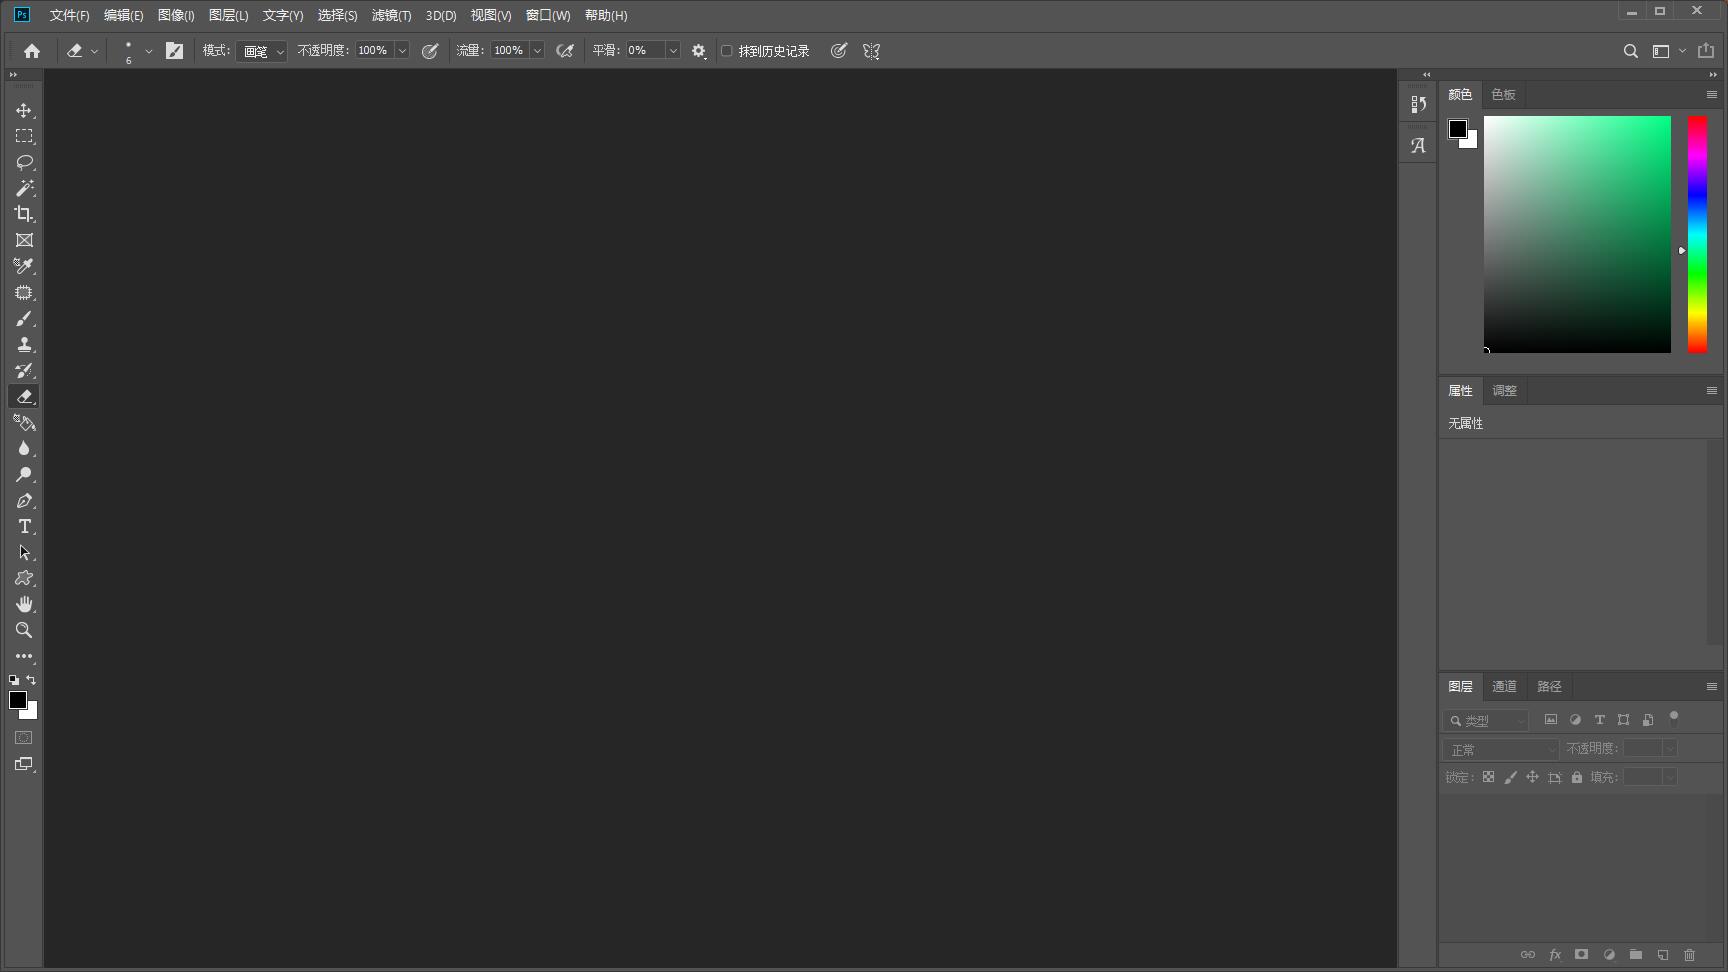 Ps 文件(F) 编辑(E) 图像(I) 图层(L) 文字(Y) 选择(S) 滤镜(T) 3D(D) 视图(V) 窗口(W) 帮助(H)
6 模式: 画笔 不透明度: 100% 流量: 100% 平滑: 0% 抹到历史记录
颜色 色板
属性 调整
无属性
图层 通道 路径
类型
正常 不透明度:
锁定: 填充:
fx